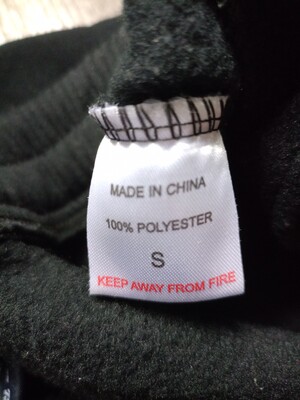 MADE IN CHINA
100% POLYESTER
S
KEEP AWAY FROM FIRE